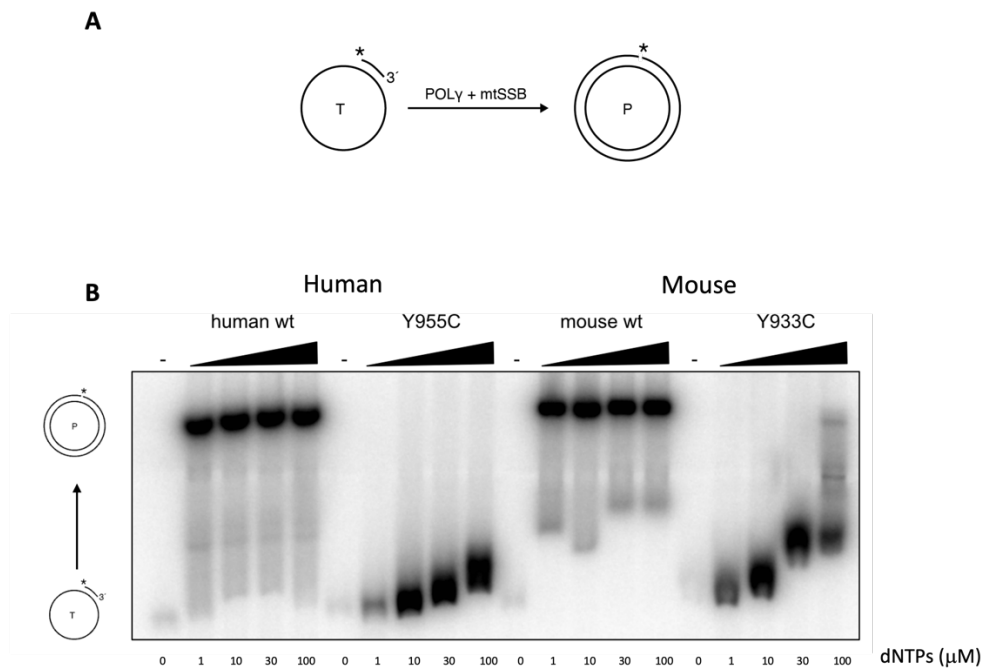 A
*
3´
T
POLγ + mtSSB
*
P
B
Human
Mouse
human wt
Y955C
mouse wt
Y933C
-
-
-
-
*
P
*
3´
T
0 1 10 30 100 0 1 10 30 100 0 1 10 30 100 0 1 10 30 100 dNTPs (μM)